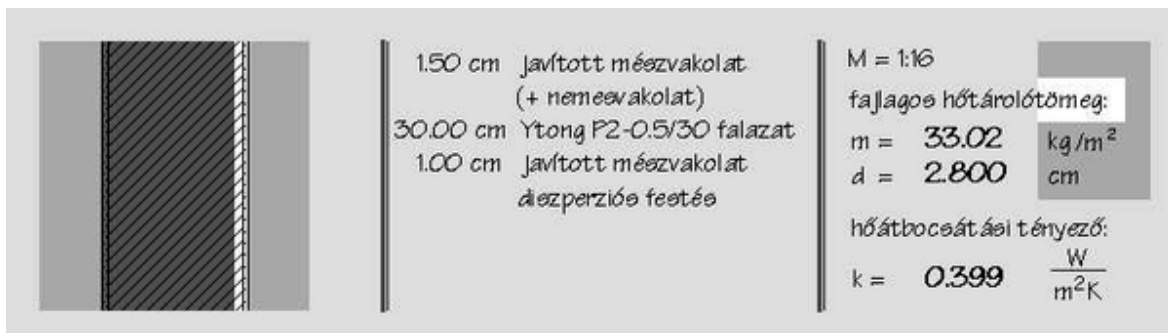 1.50 cm javított mészvakolat
(+ nemesvakolat)
30.00 cm Ytong P2-0.5/30 falazat
1.00 cm javított mészvakolat
diszperziós festés
M = 1:16
fajlagos hőtárolótömeg:
m = 33.02 kg/m²
d = 2.800 cm
hőátbocsátási tényező:
k = 0.399 W/m²K